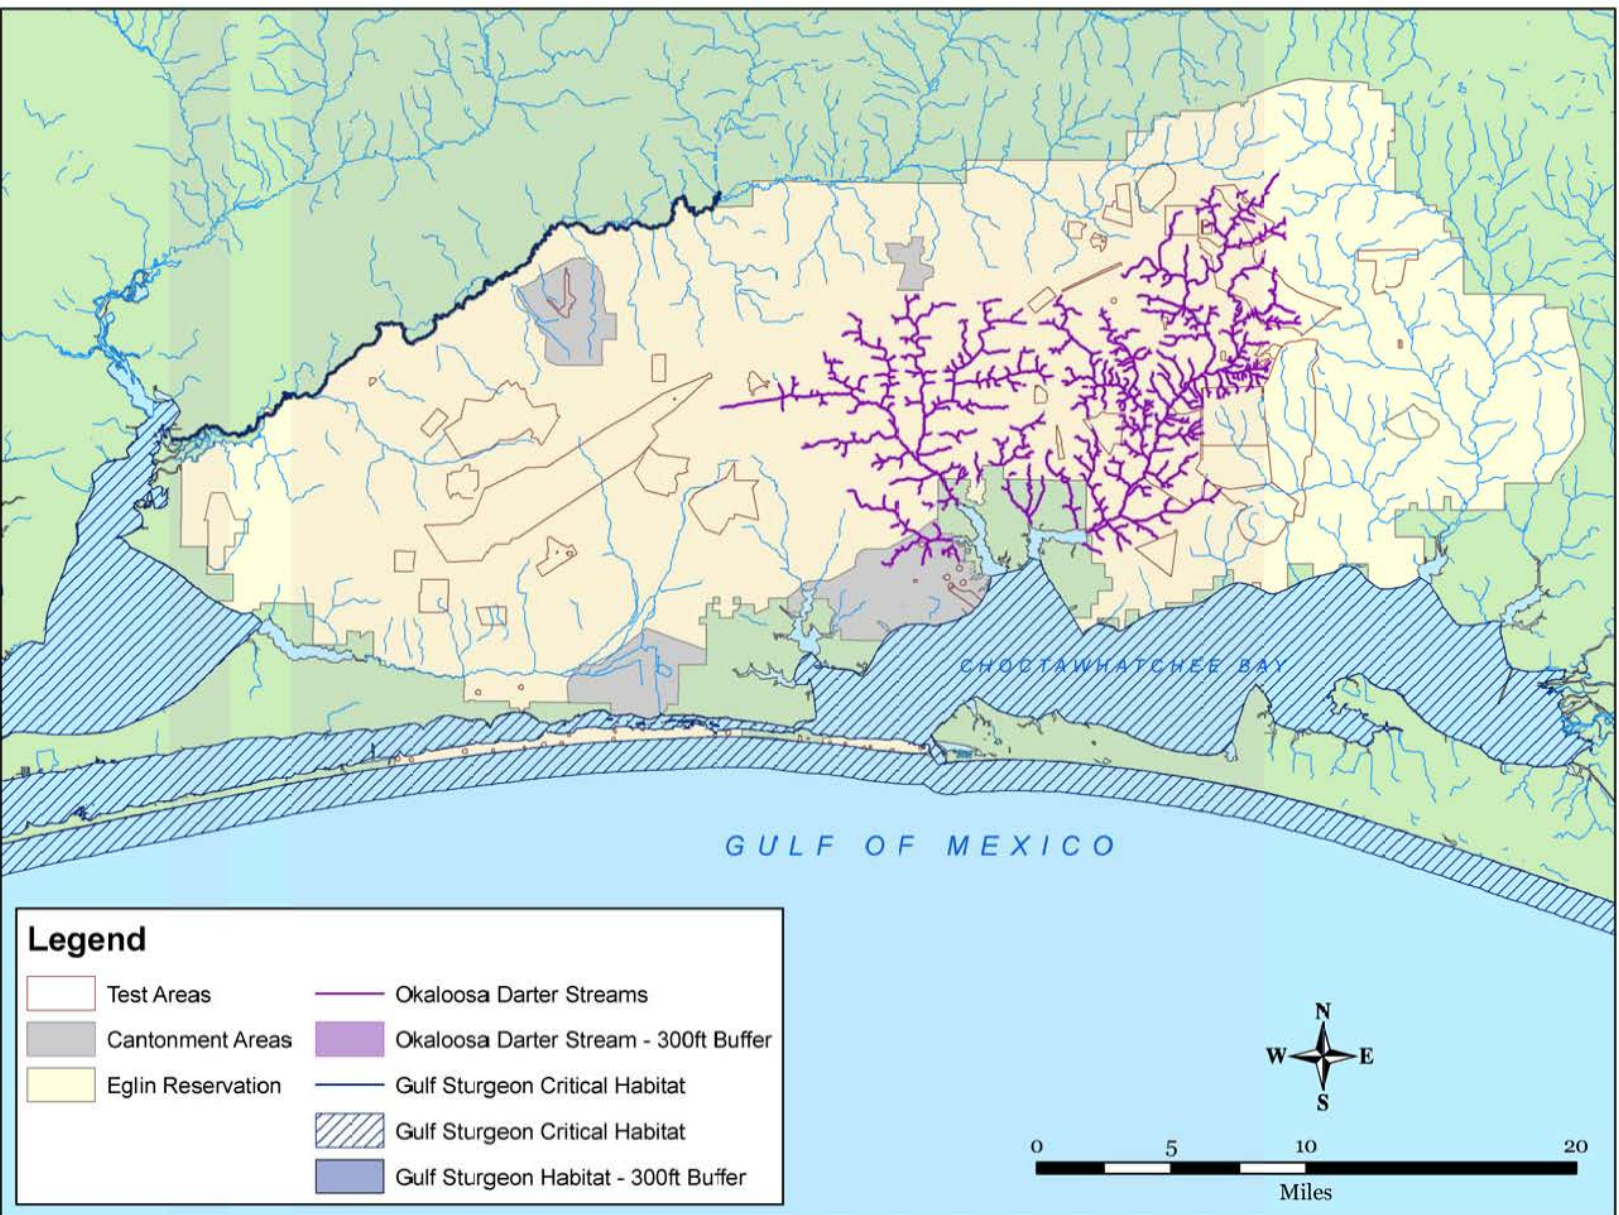 CHOCTAWHATCHEE BAY
GULF OF MEXICO
Legend
Test Areas
Cantonment Areas
Eglin Reservation
Okaloosa Darter Streams
Okaloosa Darter Stream - 300ft Buffer
Gulf Sturgeon Critical Habitat
Gulf Sturgeon Critical Habitat
Gulf Sturgeon Habitat - 300ft Buffer
N
W E
S
0 5 10 20
Miles